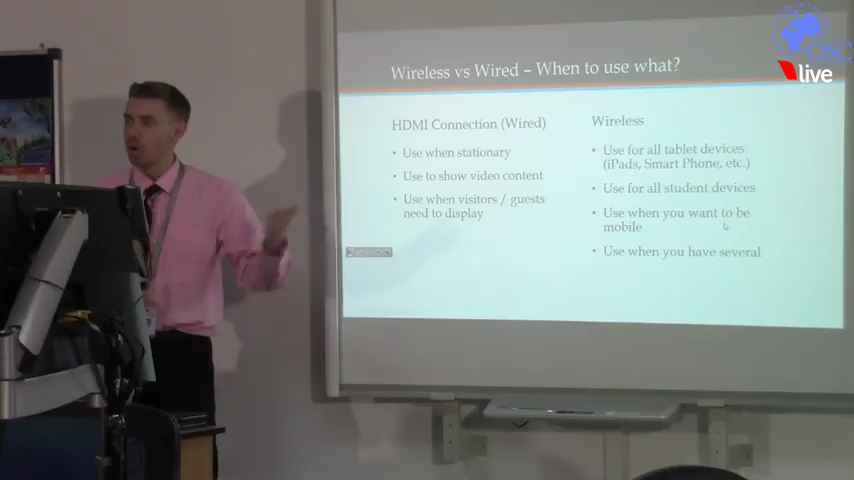 OSC
live
Wireless vs Wired – When to use what?
HDMI Connection (Wired)
• Use when stationary
• Use to show video content
• Use when visitors / guests
need to display
Wireless
• Use for all tablet devices
(iPads, Smart Phone, etc.)
• Use for all student devices
• Use when you want to be
mobile
• Use when you have several